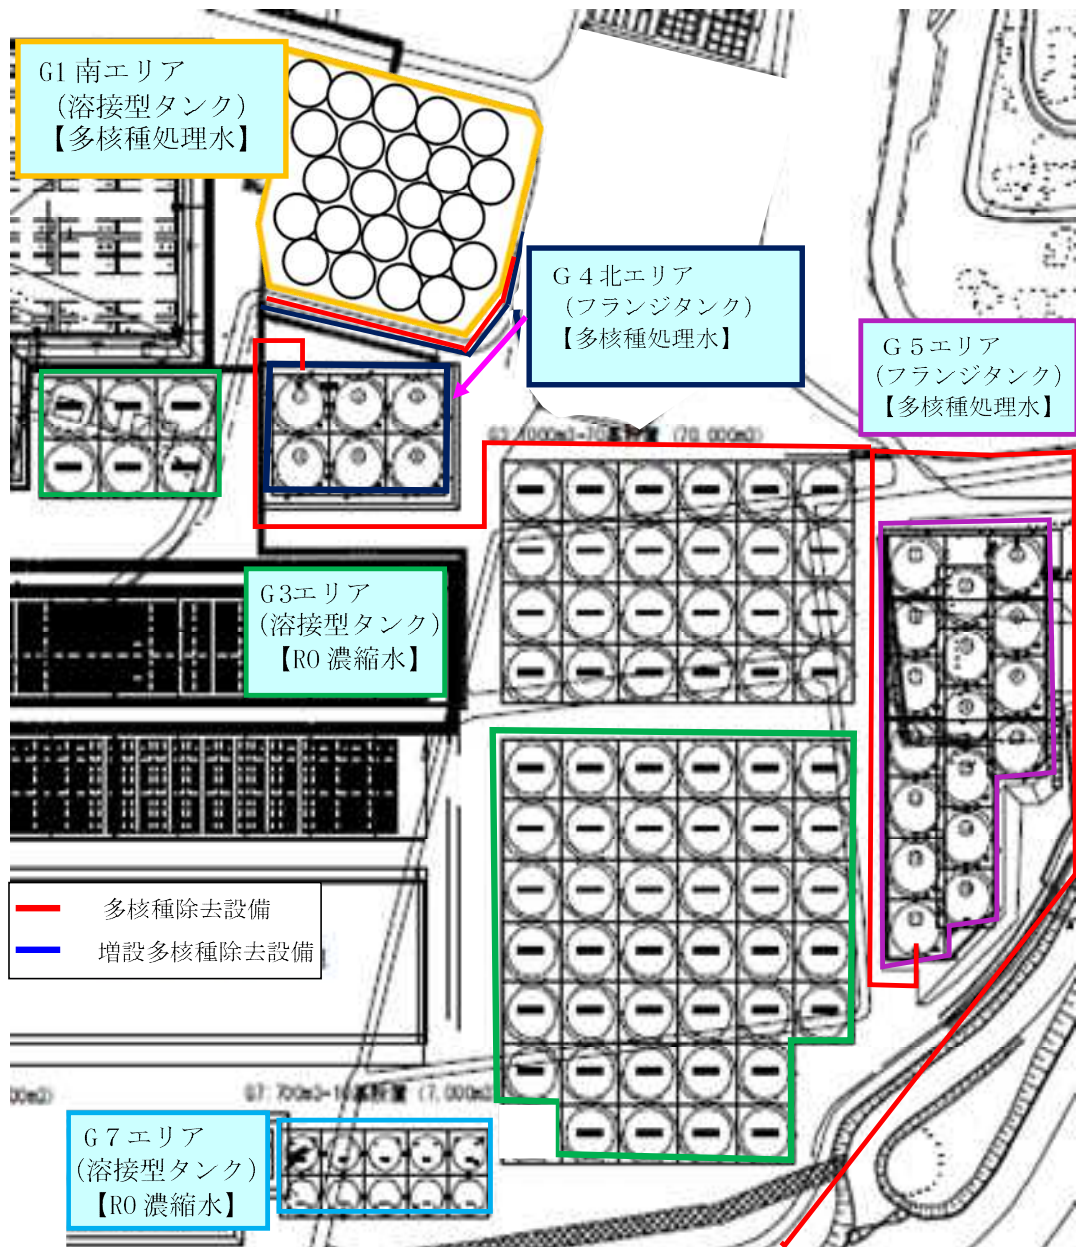 G1 南エリア
(溶接型タンク)
【多核種処理水】
G 4 北エリア
(フランジタンク)
【多核種処理水】
G 5 エリア
(フランジタンク)
【多核種処理水】
G3エリア
(溶接型タンク)
【RO 濃縮水】
多核種除去設備
増設多核種除去設備
G 7 エリア
(溶接型タンク)
【RO 濃縮水】